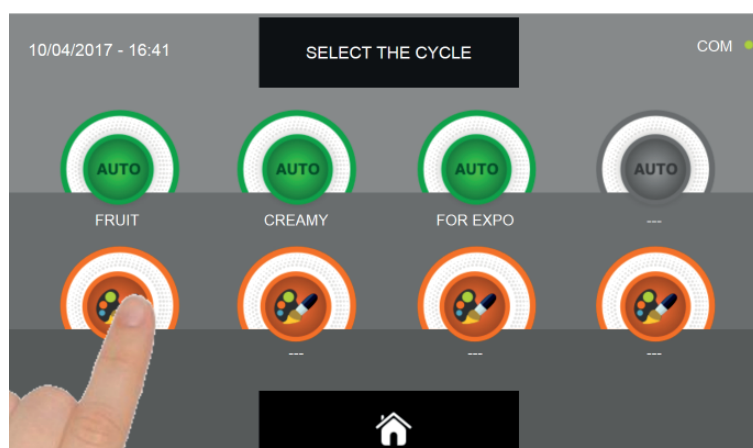 10/04/2017 - 16:41
SELECT THE CYCLE
COM
AUTO AUTO AUTO AUTO
FRUIT CREAMY FOR EXPO ---
--- --- ---